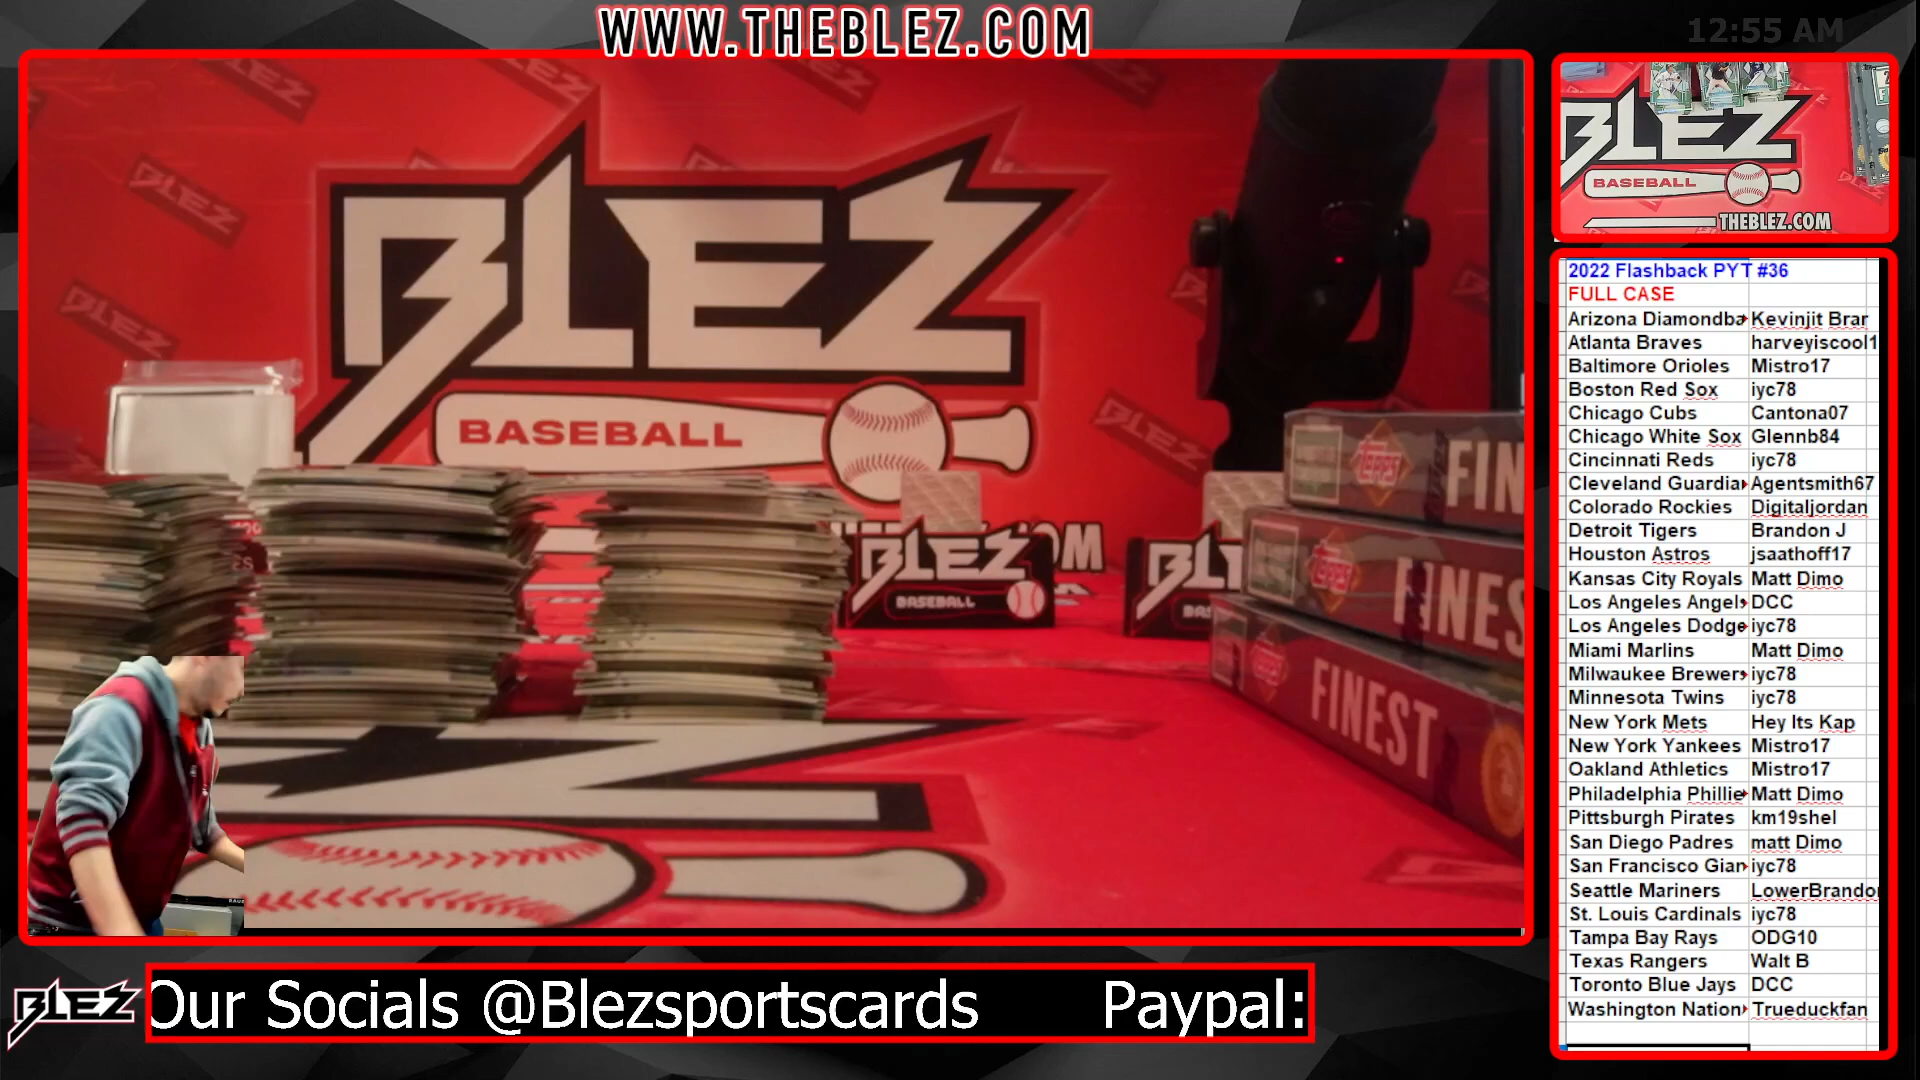 WWW.THEBLEZ.COM
12:55 AM
BLEZ
BASEBALL
BLEZ
BASEBALL
THEBLEZ.COM
BLEZ
BASEBALL
TOPPS
TOPPS
FINEST
2022 Flashback PYT #36
FULL CASE
Arizona Diamondba Kevinjit Brar
Atlanta Braves harveyiscool1
Baltimore Orioles Mistro17
Boston Red Sox iyc78
Chicago Cubs Cantona07
Chicago White Sox Glennb84
Cincinnati Reds iyc78
Cleveland Guardia Agentsmith67
Colorado Rockies Digitaljordan
Detroit Tigers Brandon J
Houston Astros jsaathoff17
Kansas City Royals Matt Dimo
Los Angeles Angels DCC
Los Angeles Dodge iyc78
Miami Marlins Matt Dimo
Milwaukee Brewers iyc78
Minnesota Twins iyc78
New York Mets Hey Its Kap
New York Yankees Mistro17
Oakland Athletics Mistro17
Philadelphia Phillie Matt Dimo
Pittsburgh Pirates km19shel
San Diego Padres matt Dimo
San Francisco Gian iyc78
Seattle Mariners LowerBrandon
St. Louis Cardinals iyc78
Tampa Bay Rays ODG10
Texas Rangers Walt B
Toronto Blue Jays DCC
Washington Nation Trueduckfan
BLEZ
Our Socials @Blezsportscards Paypal: